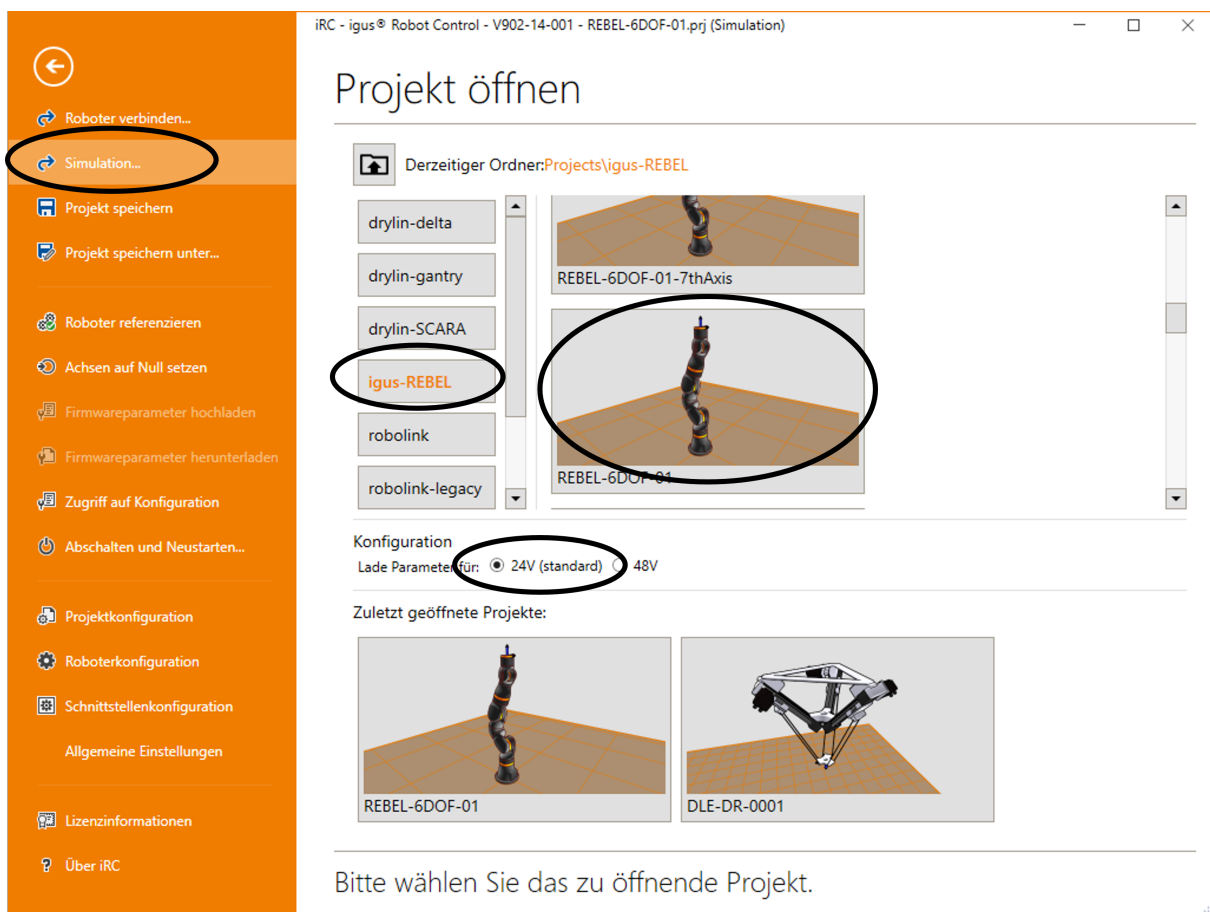 iRC - igus® Robot Control - V902-14-001 - REBEL-6DOF-01.prj (Simulation)
Roboter verbinden...
Simulation...
Projekt speichern
Projekt speichern unter...
Roboter referenzieren
Achsen auf Null setzen
Firmwareparameter hochladen
Firmwareparameter herunterladen
Zugriff auf Konfiguration
Abschalten und Neustarten...
Projektkonfiguration
Roboterkonfiguration
Schnittstellenkonfiguration
Allgemeine Einstellungen
Lizenzinformationen
Über iRC
Projekt öffnen
Derzeitiger Ordner:Projects\igus-REBEL
drylin-delta
drylin-gantry
drylin-SCARA
igus-REBEL
robolink
robolink-legacy
REBEL-6DOF-01-7thAxis
REBEL-6DOF-01
Konfiguration
Lade Parameter für: 24V (standard) 48V
Zuletzt geöffnete Projekte:
REBEL-6DOF-01
DLE-DR-0001
Bitte wählen Sie das zu öffnende Projekt.